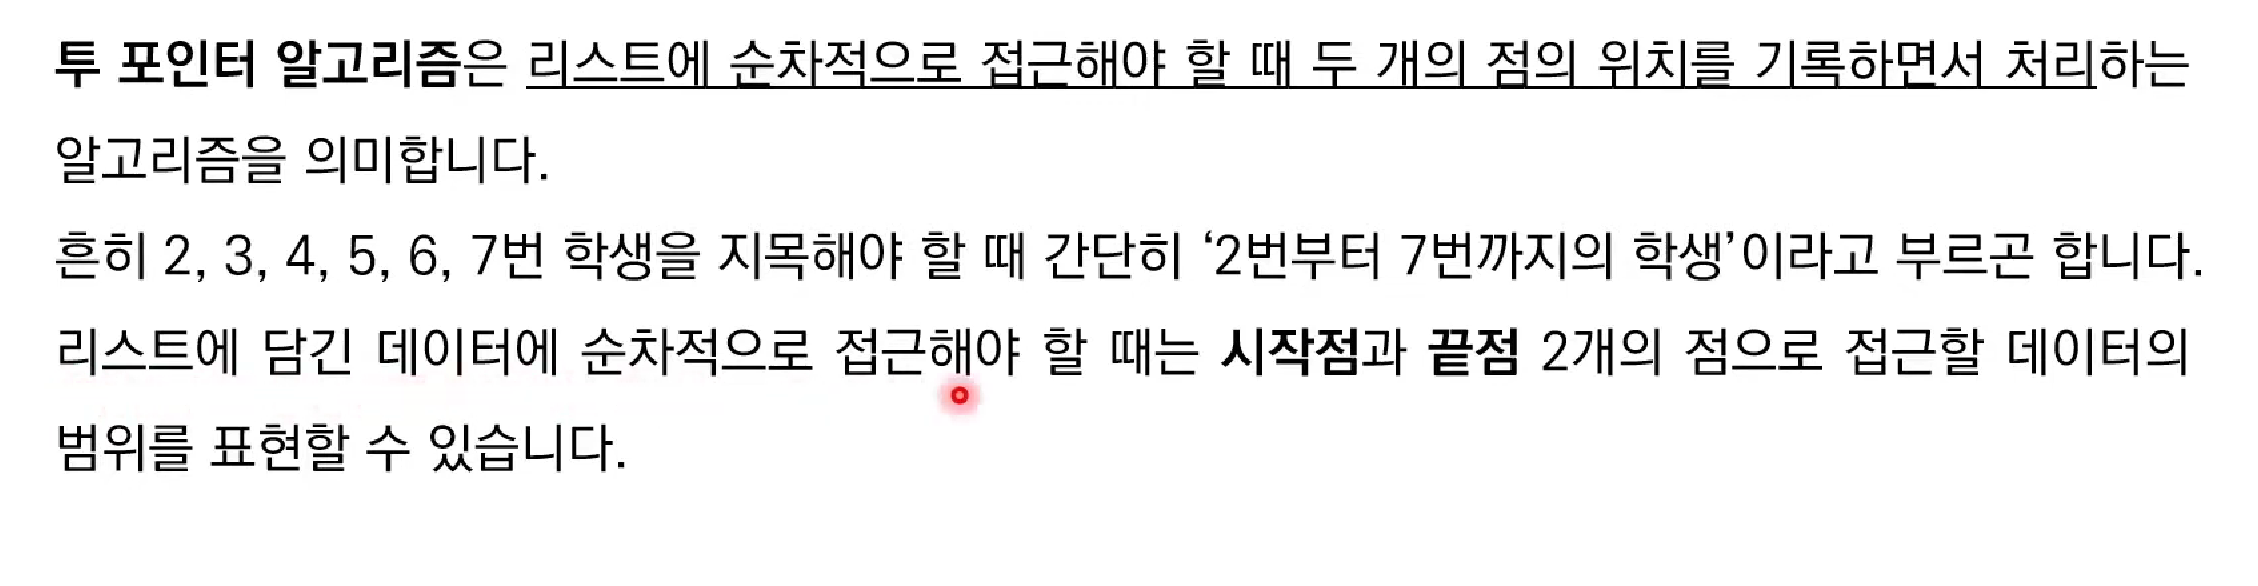 투 포인터 알고리즘은 리스트에 순차적으로 접근해야 할 때 두 개의 점의 위치를 기록하면서 처리하는
알고리즘을 의미합니다.
흔히 2, 3, 4, 5, 6, 7번 학생을 지목해야 할 때 간단히 ‘2번부터 7번까지의 학생’이라고 부르곤 합니다.
리스트에 담긴 데이터에 순차적으로 접근해야 할 때는 시작점과 끝점 2개의 점으로 접근할 데이터의
범위를 표현할 수 있습니다.